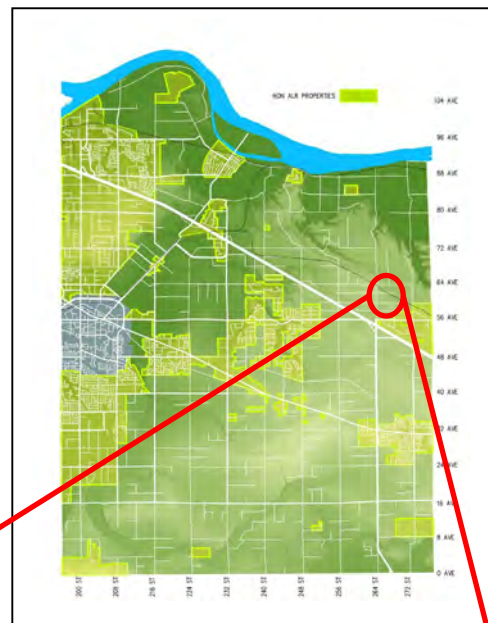 NON ALR PROPERTIES
104 AVE
96 AVE
88 AVE
80 AVE
72 AVE
64 AVE
56 AVE
48 AVE
40 AVE
32 AVE
24 AVE
16 AVE
8 AVE
0 AVE
200 ST
208 ST
216 ST
224 ST
232 ST
240 ST
248 ST
256 ST
264 ST
272 ST